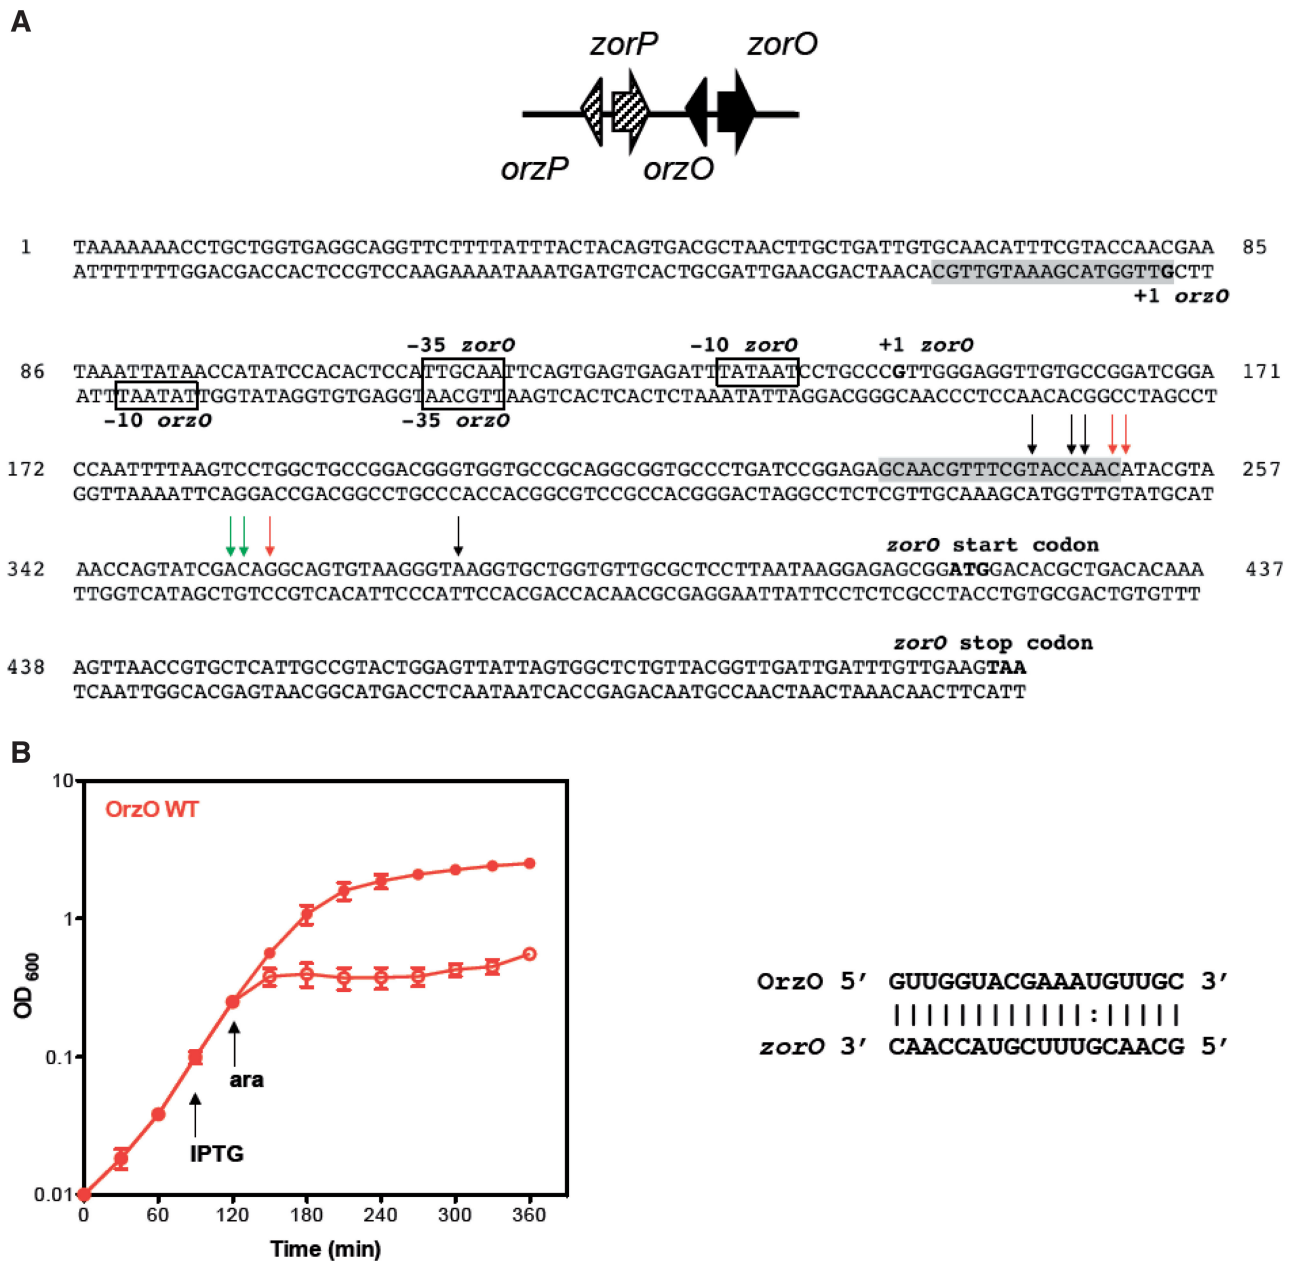 A
zorP zorO
orzP orzO
1 TAAAAAAACCTGCTGGTGAGGCAGGTTCTTTTATTTACTACAGTGACGCTAACTTGCTGATTGTGCAACATTTCGTACCAACGAA 85
ATTTTTTTGGACGACCACTCCGTCCAAGAAAATAAATGATGTCACTGCGATTGAACGACTAACACGTTGTAAAGCATGGTTGCTT
+1 orzO
-35 zorO -10 zorO +1 zorO
86 TAAATTATAACCATATCCACACTCCATTGCAATTCAGTGAGTGAGATTTATAATCCTGCCCGTTGGGAGGTTGTGCCGGATCGGA 171
ATTTAATATTGGTATAGGTGTGAGGTAACGTTAAGTCACTCACTCTAAATATTAGGACGGGCAACCCTCCAACACGGCCTAGCCT
-10 orzO -35 orzO
172 CCAATTTTAAGTCCTGGCTGCCGGACGGGTGGTGCCGCAGGCGGTGCCCTGATCCGGAGAGCAACGTTTCGTACCAACATACGTA 257
GGTTAAAATTCAGGACCGACGGCCTGCCCACCACGGCGTCCGCCACGGGACTAGGCCTCTCGTTGCAAAGCATGGTTGTATGCAT
zorO start codon
342 AACCAGTATCGACAGGCAGTGTAAGGGTAAGGTGCTGGTGTTGCGCTCCTTAATAAGGAGAGCGGATGGACACGCTGACACAAA 437
TTGGTCATAGCTGTCCGTCACATTCCCATTCCACGACCACAACGCGAGGAATTATTCCTCTCGCCTACCTGTGCGACTGTGTTT
zorO stop codon
438 AGTTAACCGTGCTCATTGCCGTACTGGAGTTATTAGTGGCTCTGTTACGGTTGATTGATTTGTTGAAGTAA
TCAATTGGCACGAGTAACGGCATGACCTCAATAATCACCGAGACAATGCCAACTAACTAAACAACTTCATT
B
OrzO WT
10
1
0.1
0.01
OD600
ara
IPTG
0 60 120 180 240 300 360
Time (min)
OrzO 5′ GUUGGUACGAAAUGUUGC 3′
||||||||||||:|||||
zorO 3′ CAACCAUGCUUUGCAACG 5′